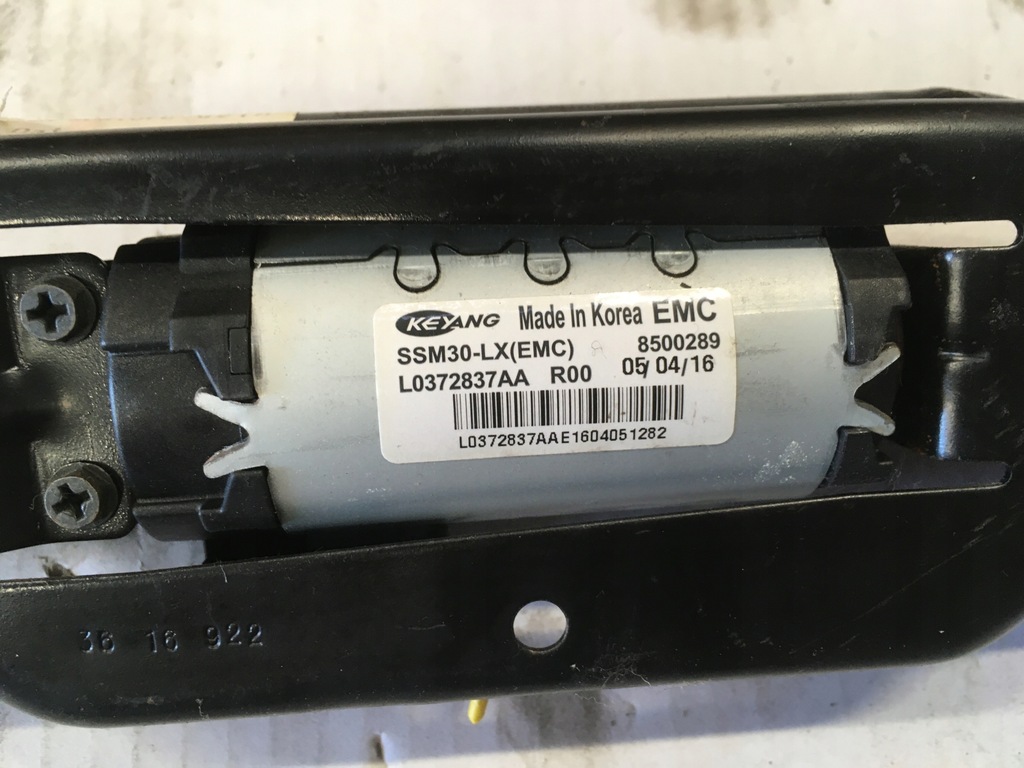 KEYANG Made In Korea EMC
SSM30-LX(EMC) 8500289
L0372837AA R00 05/04/16
L0372837AAE1604051282
36 16 922